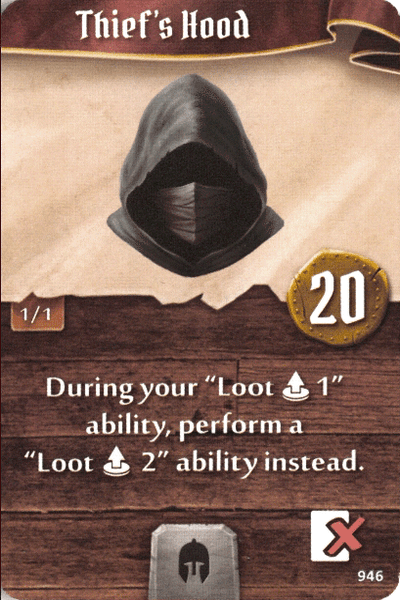 Thief's Hood
20
1/1
During your “Loot 1”
ability, perform a
“Loot 2” ability instead.
946